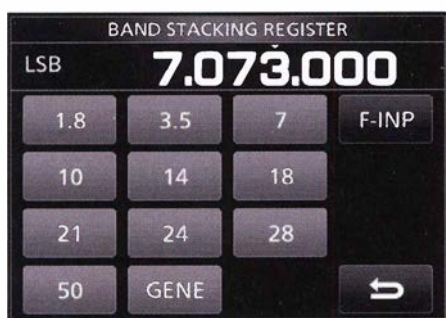 BAND STACKING REGISTER
LSB 7.073.000
1.8 3.5 7 F-INP
10 14 18
21 24 28
50 GENE